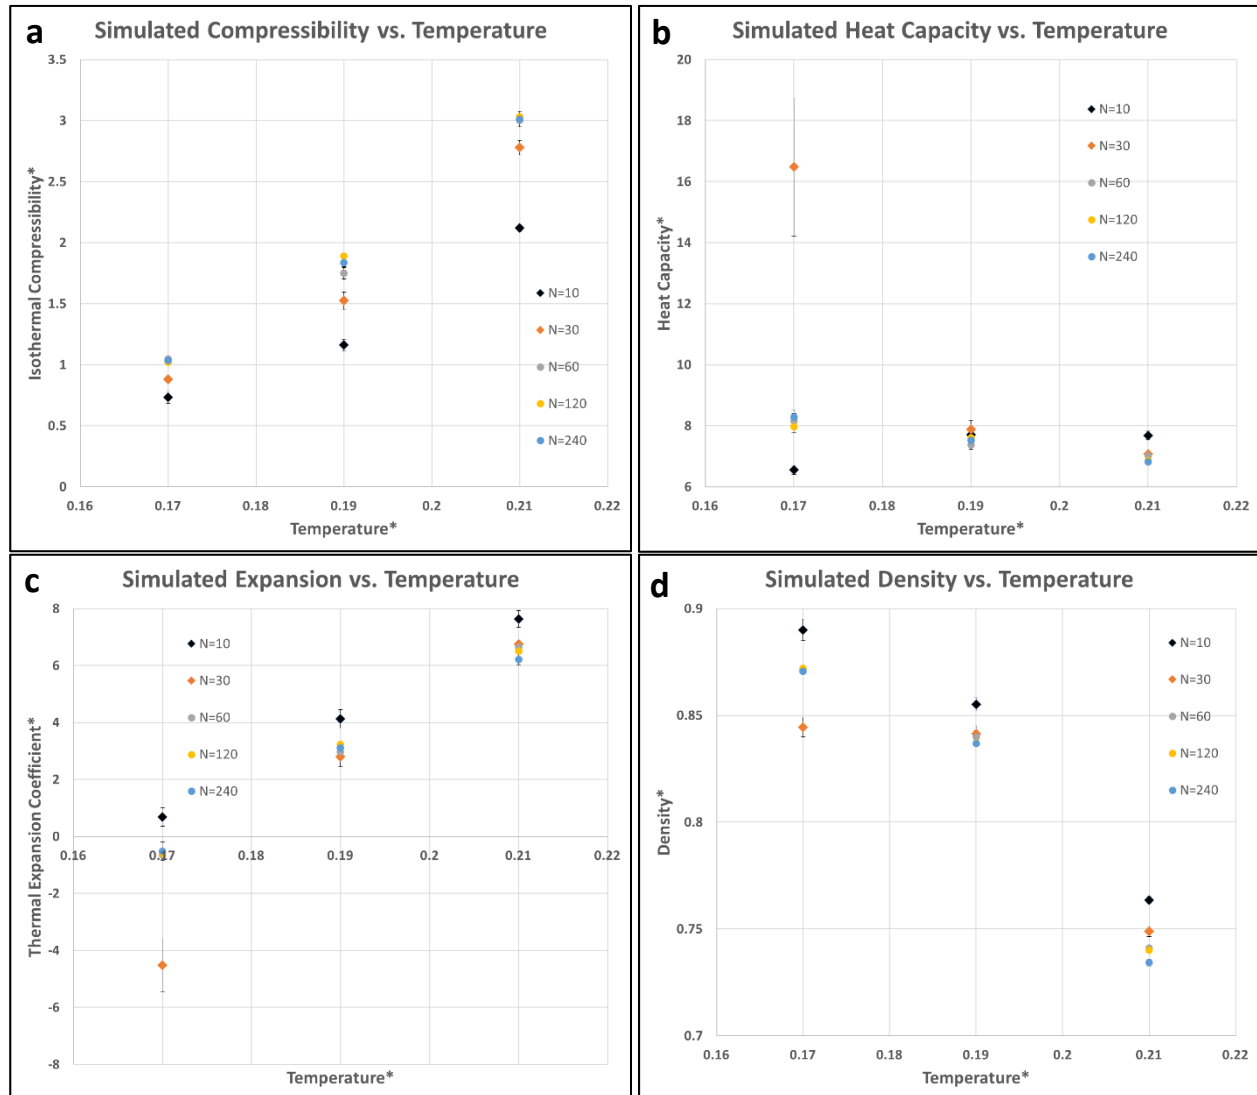 a
Simulated Compressibility vs. Temperature
3.5
3
2.5
2
1.5
1
0.5
0
Isothermal Compressibility*
0.16
0.17
0.18
0.19
0.2
0.21
0.22
Temperature*
N=10
N=30
N=60
N=120
N=240
b
Simulated Heat Capacity vs. Temperature
20
18
16
14
12
10
8
6
Heat Capacity*
0.16
0.17
0.18
0.19
0.2
0.21
0.22
Temperature*
N=10
N=30
N=60
N=120
N=240
c
Simulated Expansion vs. Temperature
8
6
4
2
0
-2
-4
-6
-8
Thermal Expansion Coefficient*
0.16
0.17
0.18
0.19
0.2
0.21
0.22
Temperature*
N=10
N=30
N=60
N=120
N=240
d
Simulated Density vs. Temperature
0.9
0.85
0.8
0.75
0.7
Density*
0.16
0.17
0.18
0.19
0.2
0.21
0.22
Temperature*
N=10
N=30
N=60
N=120
N=240